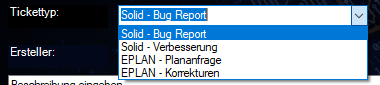 Tickettyp:
Solid - Bug Report
Solid - Bug Report
Solid - Verbesserung
Ersteller:
EPLAN - Plananfrage
EPLAN - Korrekturen
Beschreibung eingeben